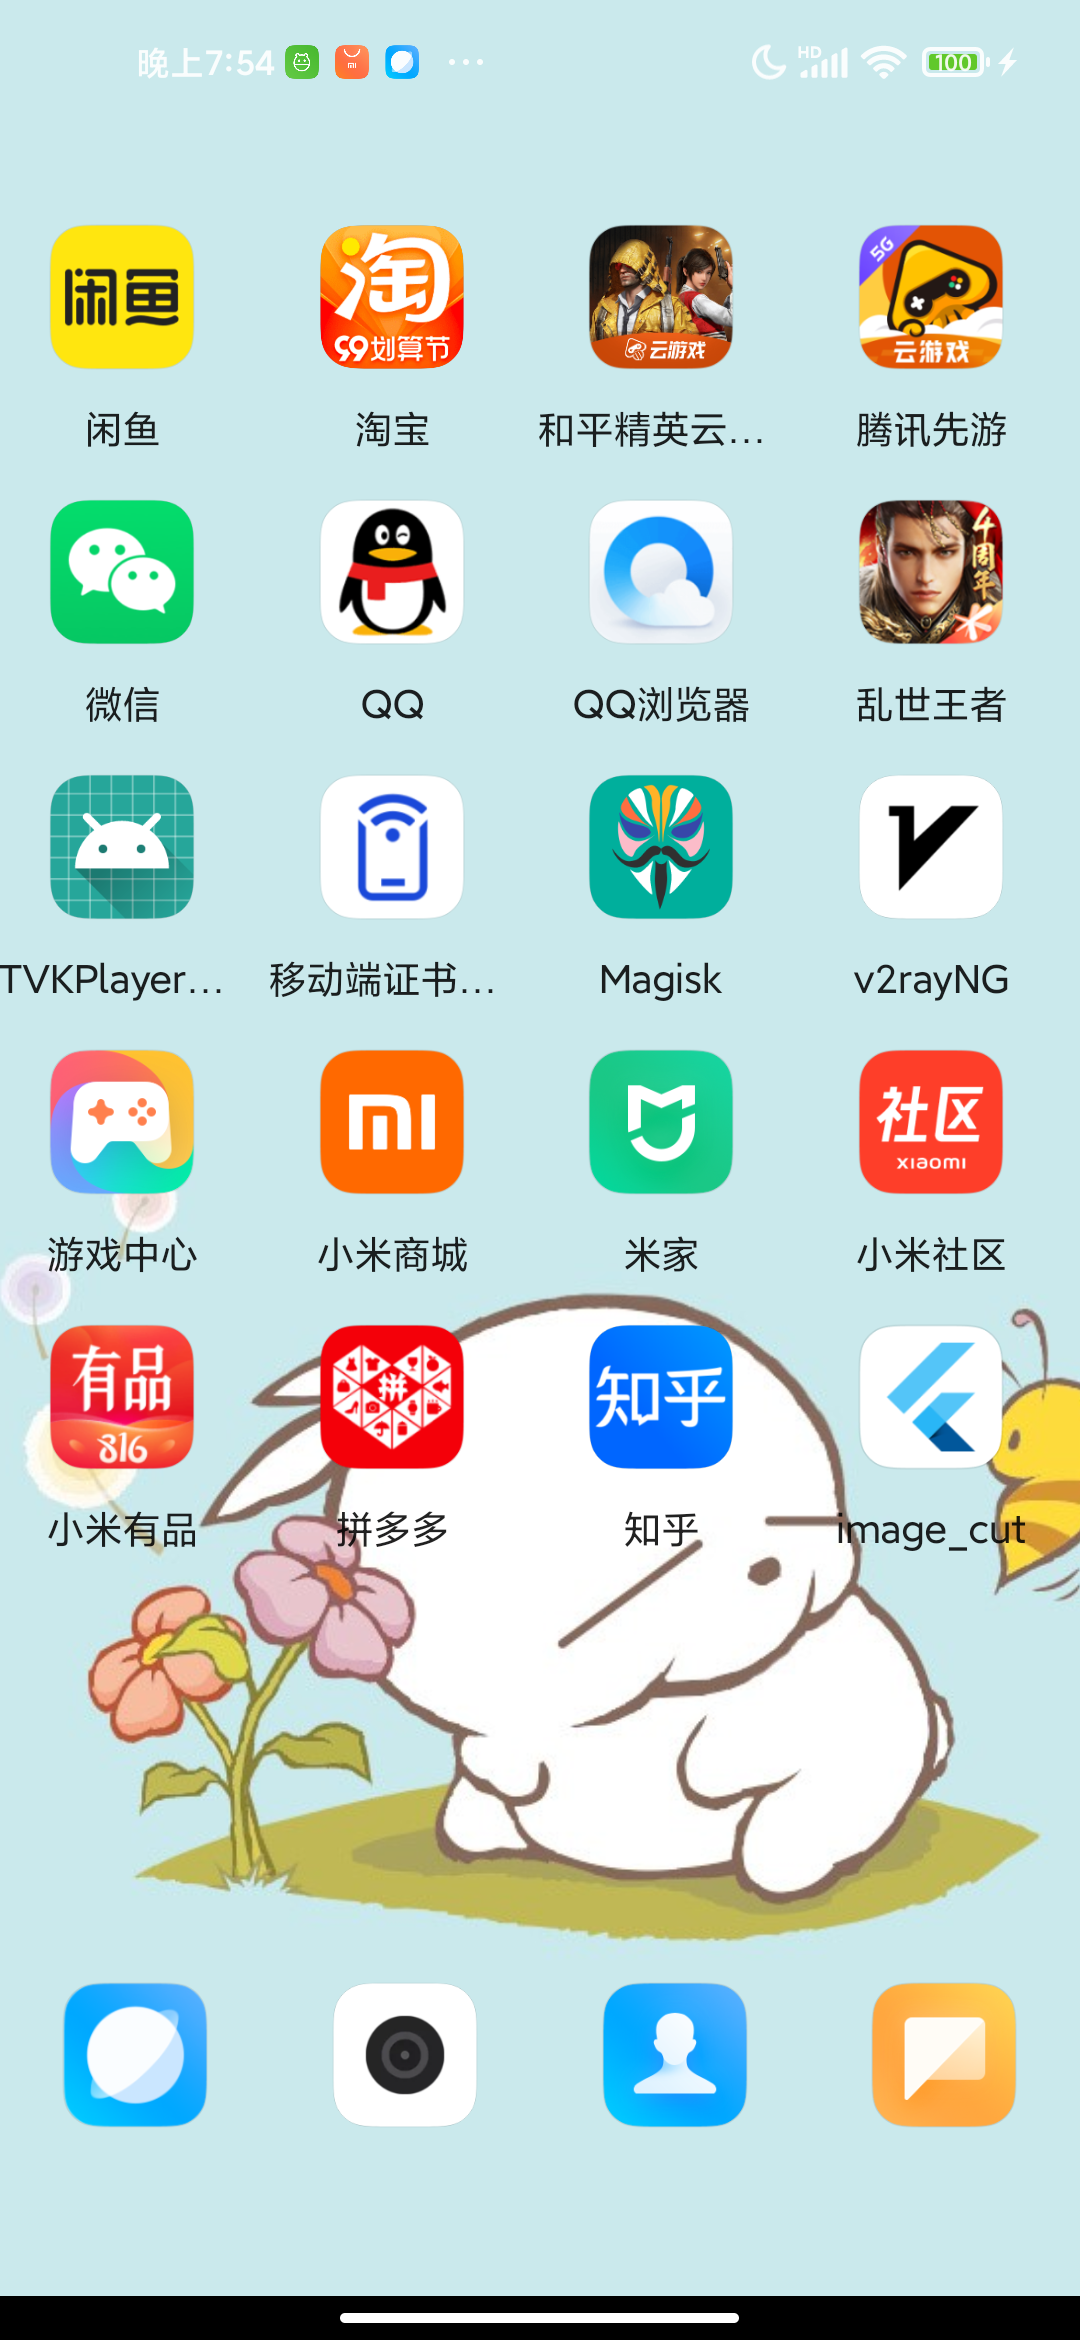 晚上7:54
HD
100
闲鱼
淘
99划算节
云游戏
5G
云游戏
闲鱼
淘宝
和平精英云...
腾讯先游
4周年
微信
QQ
QQ浏览器
乱世王者
TVKPlayer...
移动端证书...
Magisk
v2rayNG
mi
社区
xiaomi
游戏中心
小米商城
米家
小米社区
有品
816
拼
知乎
小米有品
拼多多
知乎
image_cut